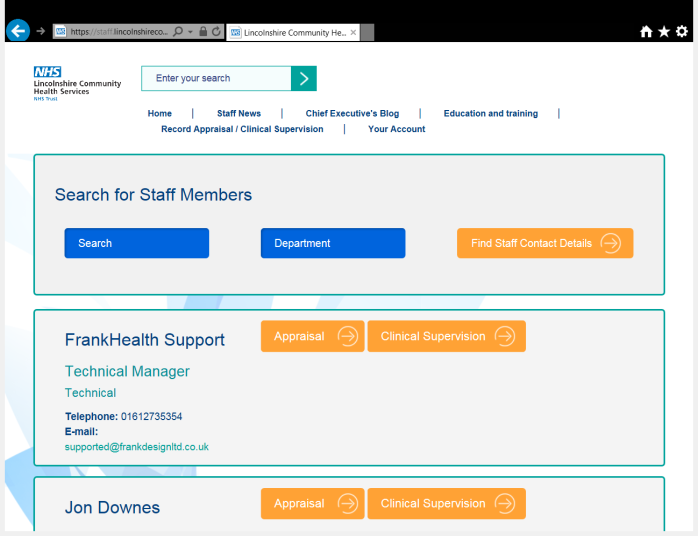 https://staff.lincolnshireco...
Lincolnshire Community He...
NHS
Lincolnshire Community
Health Services
NHS Trust
Enter your search
Home | Staff News | Chief Executive's Blog | Education and training |
Record Appraisal / Clinical Supervision | Your Account
Search for Staff Members
Search Department Find Staff Contact Details
FrankHealth Support Appraisal Clinical Supervision
Technical Manager
Technical
Telephone: 01612735354
E-mail:
supported@frankdesignltd.co.uk
Jon Downes Appraisal Clinical Supervision